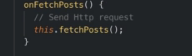 onFetchPosts() {
// Send Http request
this.fetchPosts();
}